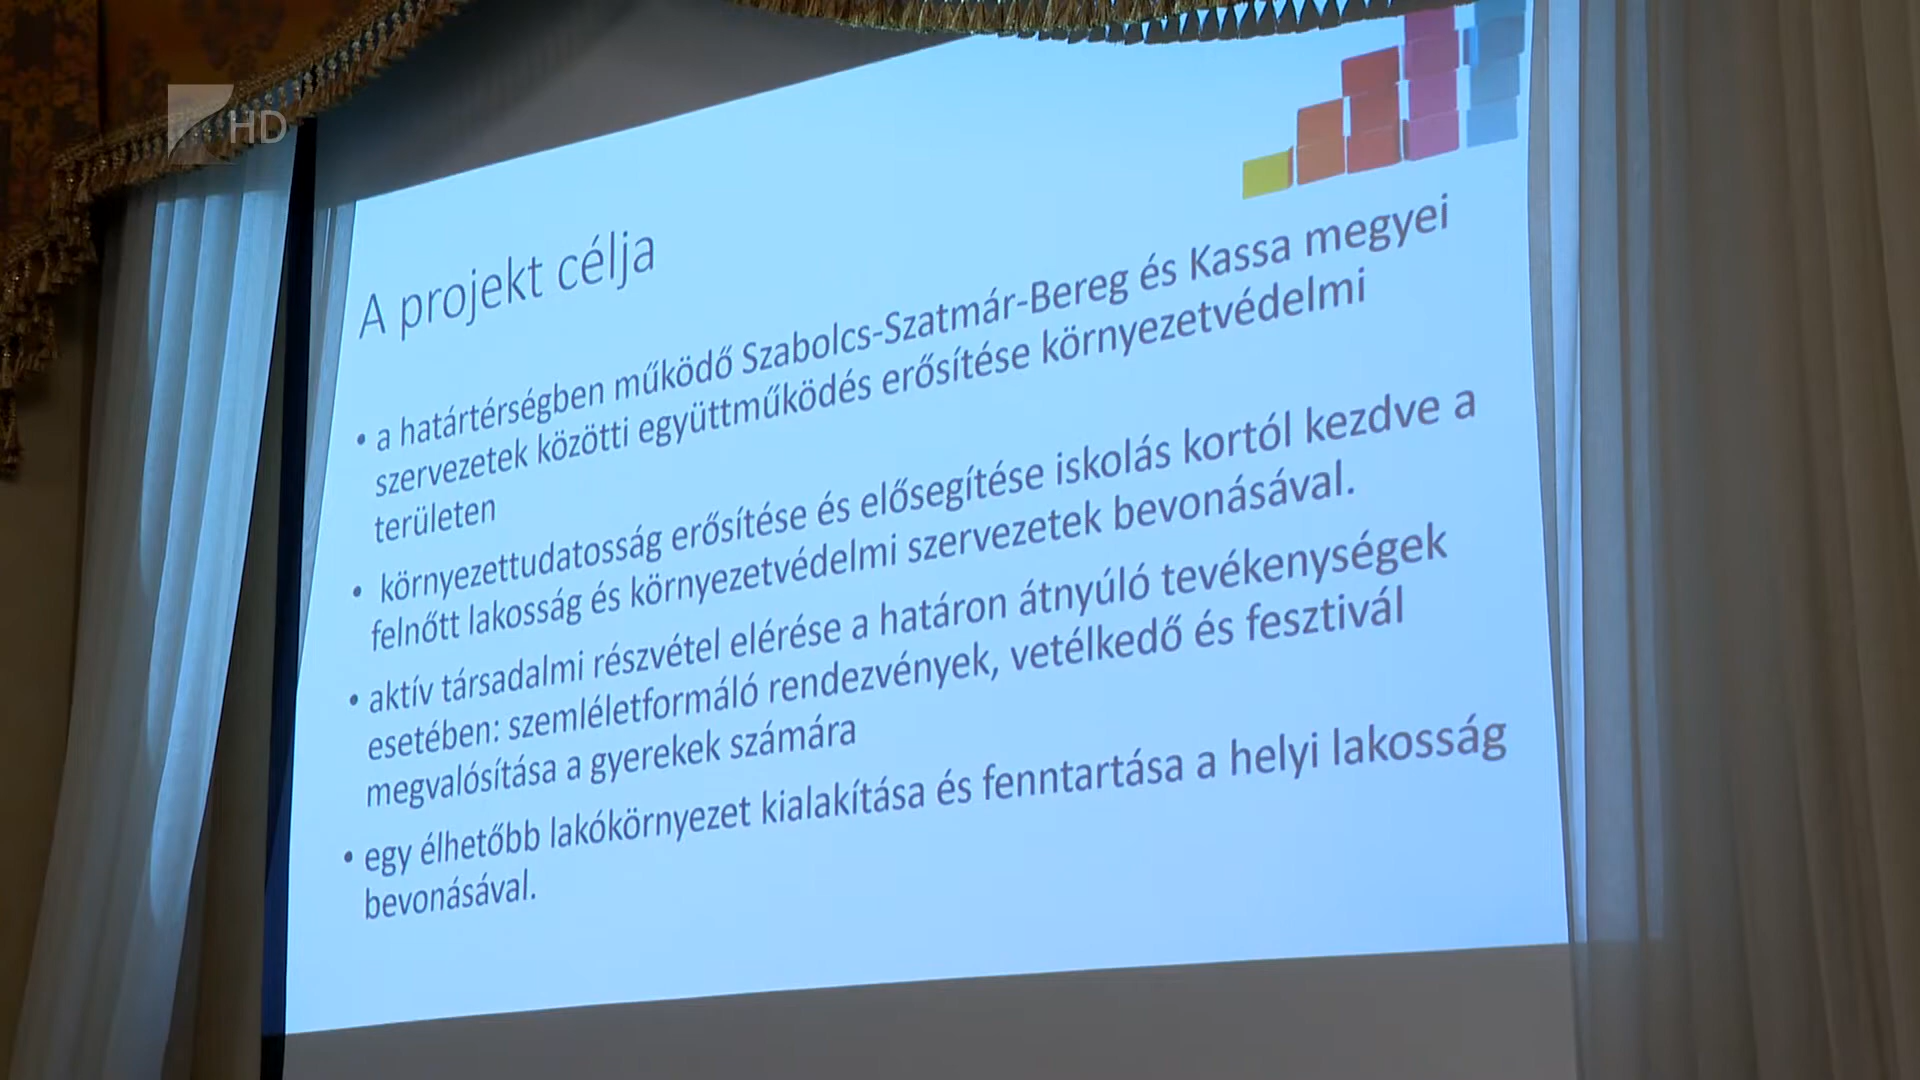 HD
A projekt célja
• a határtérségben működő Szabolcs-Szatmár-Bereg és Kassa megyei
szervezetek közötti együttműködés erősítése környezetvédelmi
területen
• környezettudatosság erősítése és elősegítése iskolás kortól kezdve a
felnőtt lakosság és környezetvédelmi szervezetek bevonásával.
• aktív társadalmi részvétel elérése a határon átnyúló tevékenységek
esetében: szemléletformáló rendezvények, vetélkedő és fesztivál
megvalósítása a gyerekek számára
• egy élhetőbb lakókörnyezet kialakítása és fenntartása a helyi lakosság
bevonásával.